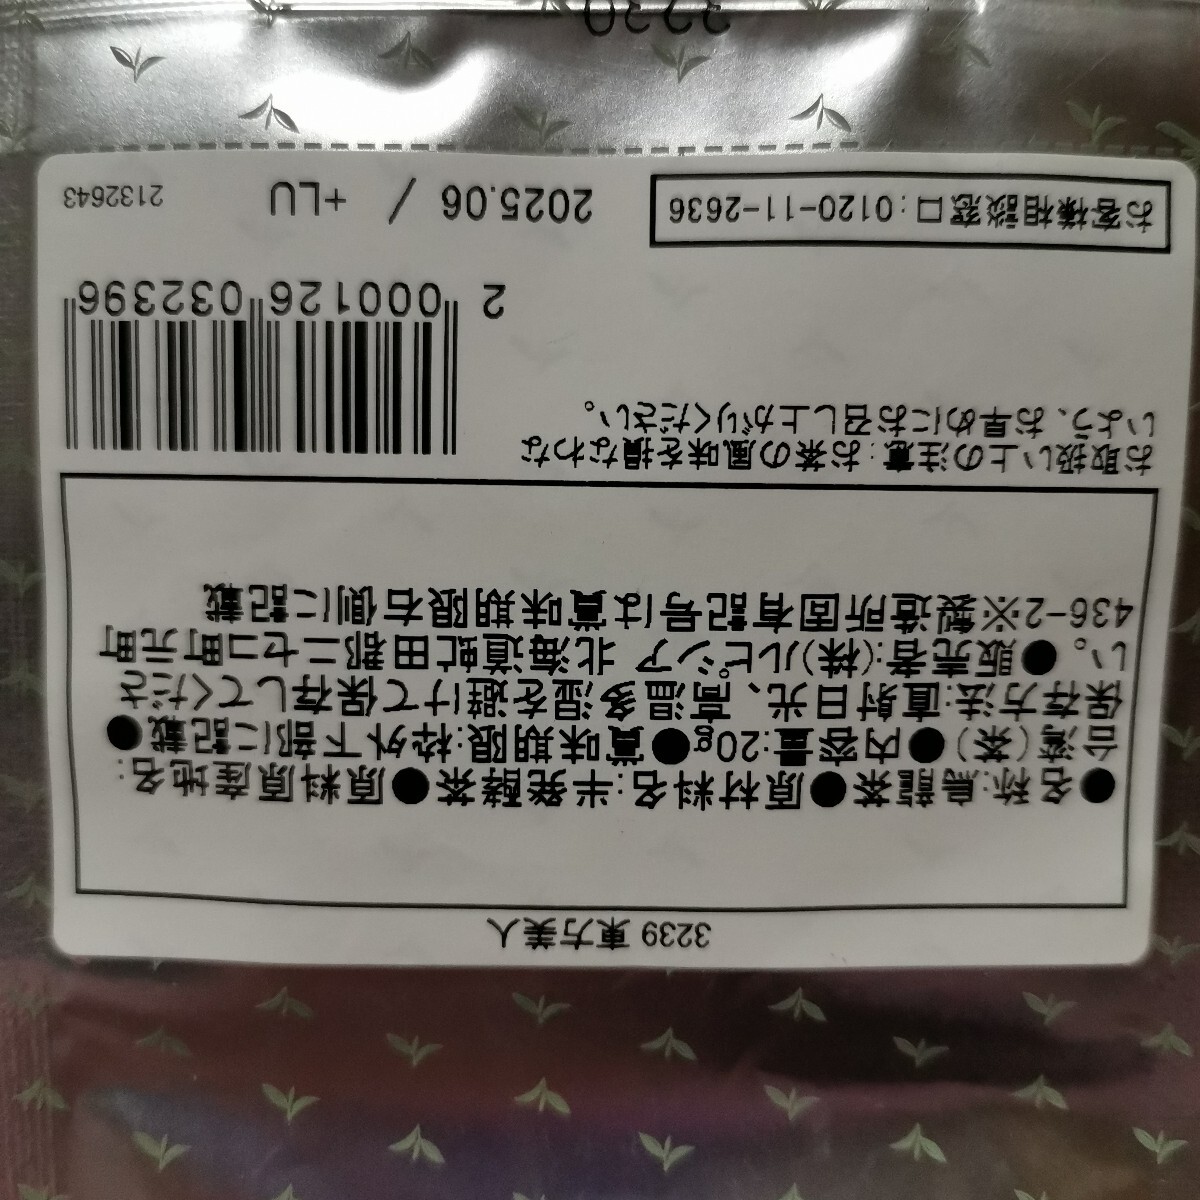 3239 東方美人
●名称:烏龍茶●原材料名:半発酵茶●原料原産地名:
台湾(茶)●内容量:20g●賞味期限:枠外下部に記載●
保存方法:直射日光、高温多湿を避けて保存してくださ
い。●販売者:(株)ルピシア 北海道虻田郡ニセコ町元町
436-2※製造所固有記号は賞味期限右側に記載
お取扱い上の注意:お茶の風味を損なわな
いよう、お早めにお召し上がりください。
2 000126 032396
お客様相談窓口:0120-11-2636
2025.06 / +LU
2132643
3239